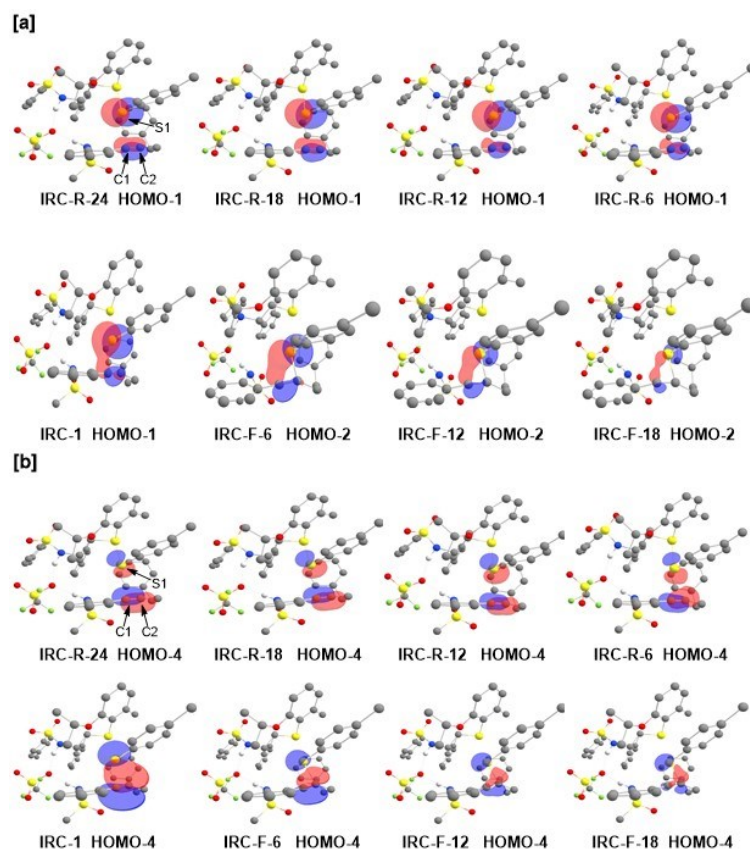 [a]
S1
C1 C2
IRC-R-24 HOMO-1 IRC-R-18 HOMO-1 IRC-R-12 HOMO-1 IRC-R-6 HOMO-1
IRC-1 HOMO-1 IRC-F-6 HOMO-2 IRC-F-12 HOMO-2 IRC-F-18 HOMO-2
[b]
S1
C1 C2
IRC-R-24 HOMO-4 IRC-R-18 HOMO-4 IRC-R-12 HOMO-4 IRC-R-6 HOMO-4
IRC-1 HOMO-4 IRC-F-6 HOMO-4 IRC-F-12 HOMO-4 IRC-F-18 HOMO-4